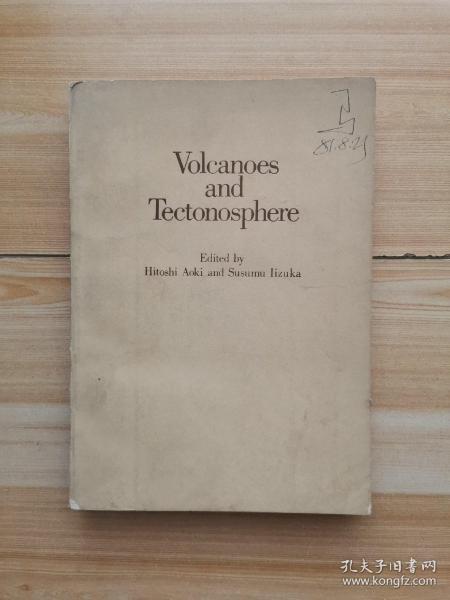 马
81.8.25
Volcanoes
and
Tectonosphere
Edited by
Hitoshi Aoki and Susumu Iizuka
孔夫子旧书网
www.kongfz.com